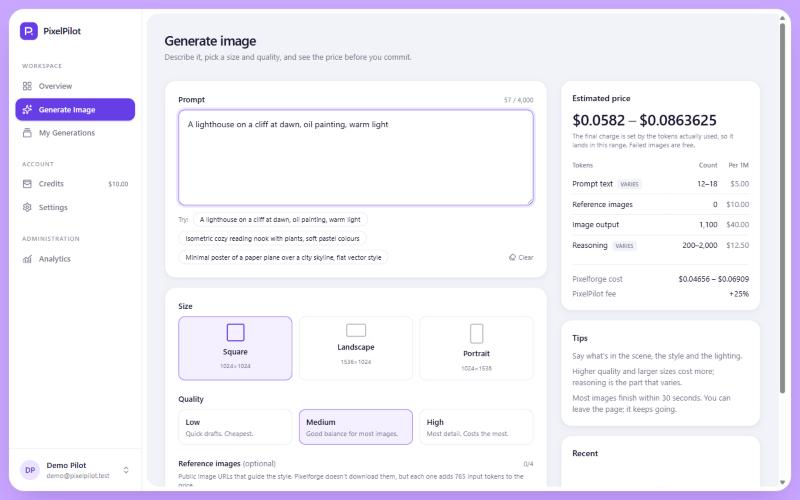 PixelPilot
WORKSPACE
Overview
Generate Image
My Generations
ACCOUNT
Credits $10.00
Settings
ADMINISTRATION
Analytics
DP
Demo Pilot
demo@pixelpilot.test
Generate image
Describe it, pick a size and quality, and see the price before you commit.
Prompt 57 / 4,000
A lighthouse on a cliff at dawn, oil painting, warm light
Try: A lighthouse on a cliff at dawn, oil painting, warm light
Isometric cozy reading nook with plants, soft pastel colours
Minimal poster of a paper plane over a city skyline, flat vector style
Clear
Size
Square
1024×1024
Landscape
1536×1024
Portrait
1024×1536
Quality
Low
Quick drafts. Cheapest.
Medium
Good balance for most images.
High
Most detail. Costs the most.
Reference images (optional) 0/4
Public image URLs that guide the style. Pixelforge doesn't download them, but each one adds 765 input tokens to the
price.
Estimated price
$0.0582 – $0.0863625
The final charge is set by the tokens actually used, so it
lands in this range. Failed images are free.
Tokens Count Per 1M
Prompt text VARIES 12–18 $5.00
Reference images 0 $10.00
Image output 1,100 $40.00
Reasoning VARIES 200–2,000 $12.50
Pixelforge cost $0.04656 – $0.06909
PixelPilot fee +25%
Tips
Say what's in the scene, the style and the lighting.
Higher quality and larger sizes cost more;
reasoning is the part that varies.
Most images finish within 30 seconds. You can
leave the page; it keeps going.
Recent